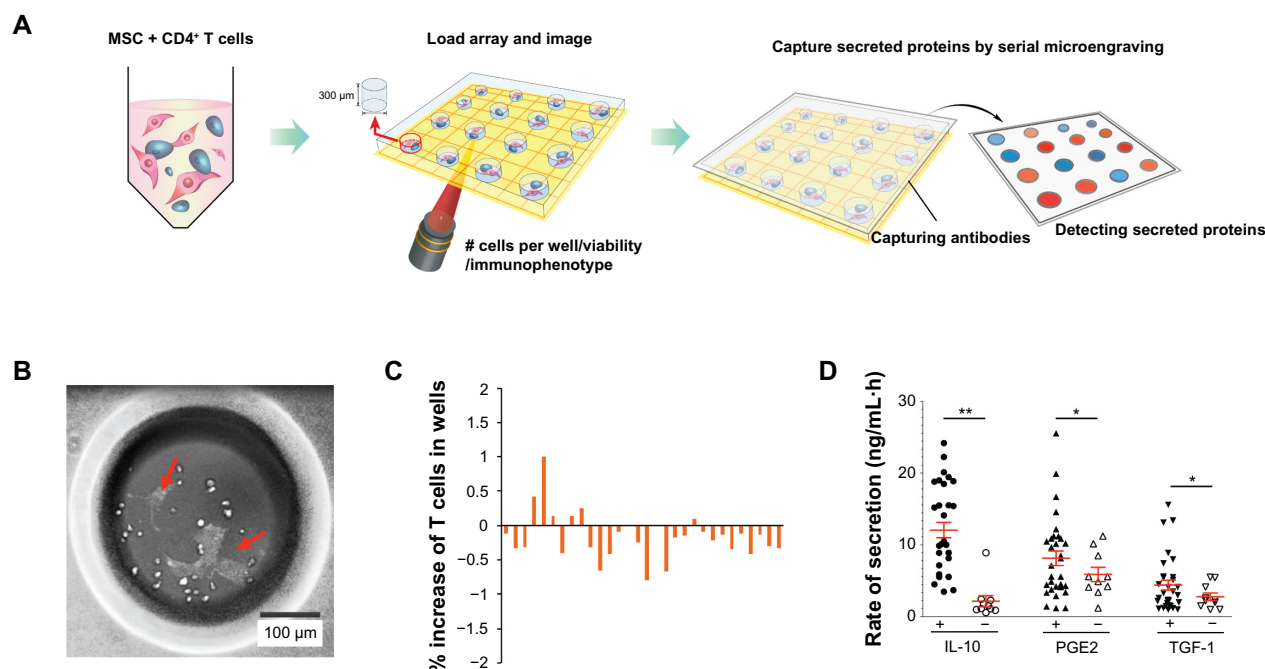 A
MSC + CD4⁺ T cells
Load array and image
Capture secreted proteins by serial microengraving
300 µm
# cells per well/viability
/immunophenotype
Capturing antibodies
Detecting secreted proteins
B
100 µm
C
% increase of T cells in wells
2
1.5
1
0.5
0
−0.5
−1
−1.5
−2
D
Rate of secretion (ng/mL·h)
30
20
10
0
**
*
*
+ − + − + −
IL-10 PGE2 TGF-1